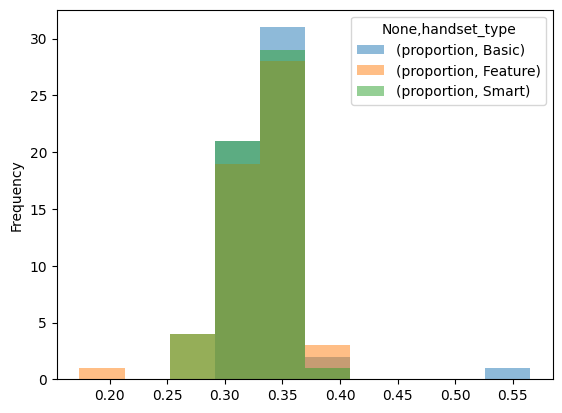 None,handset_type
(proportion, Basic)
(proportion, Feature)
(proportion, Smart)
Frequency
30
25
20
15
10
5
0
0.20 0.25 0.30 0.35 0.40 0.45 0.50 0.55